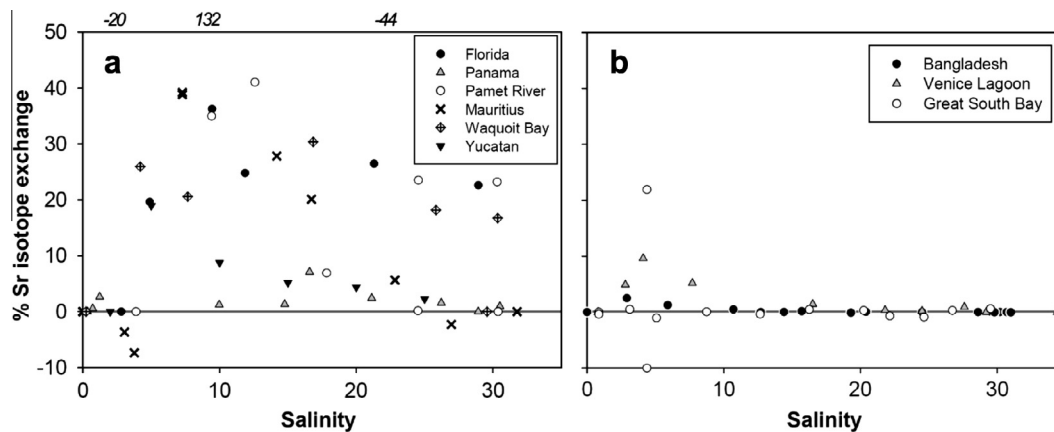 -20 132 -44
50
40
30
20
10
0
-10
% Sr isotope exchange
a
Florida
Panama
Pamet River
Mauritius
Waquoit Bay
Yucatan
0 10 20 30
Salinity
b
Bangladesh
Venice Lagoon
Great South Bay
0 10 20 30
Salinity